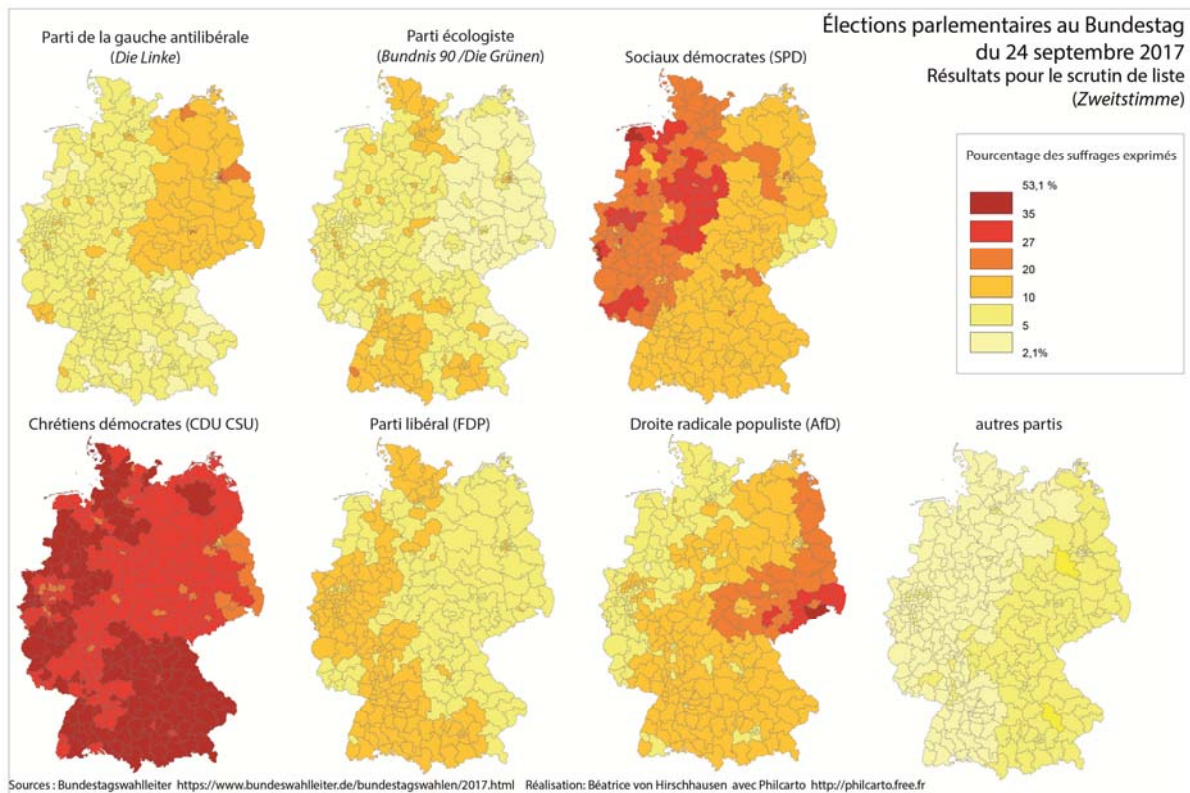 Élections parlementaires au Bundestag
du 24 septembre 2017
Résultats pour le scrutin de liste
(Zweitstimme)
Parti de la gauche antilibérale
(Die Linke)
Parti écologiste
(Bundnis 90 /Die Grünen)
Sociaux démocrates (SPD)
Pourcentage des suffrages exprimés
53,1 %
35
27
20
10
5
2,1%
Chrétiens démocrates (CDU CSU)
Parti libéral (FDP)
Droite radicale populiste (AfD)
autres partis
Sources : Bundestagswahlleiter https://www.bundeswahlleiter.de/bundestagswahlen/2017.html Réalisation: Béatrice von Hirschhausen avec Philcarto http://philcarto.free.fr